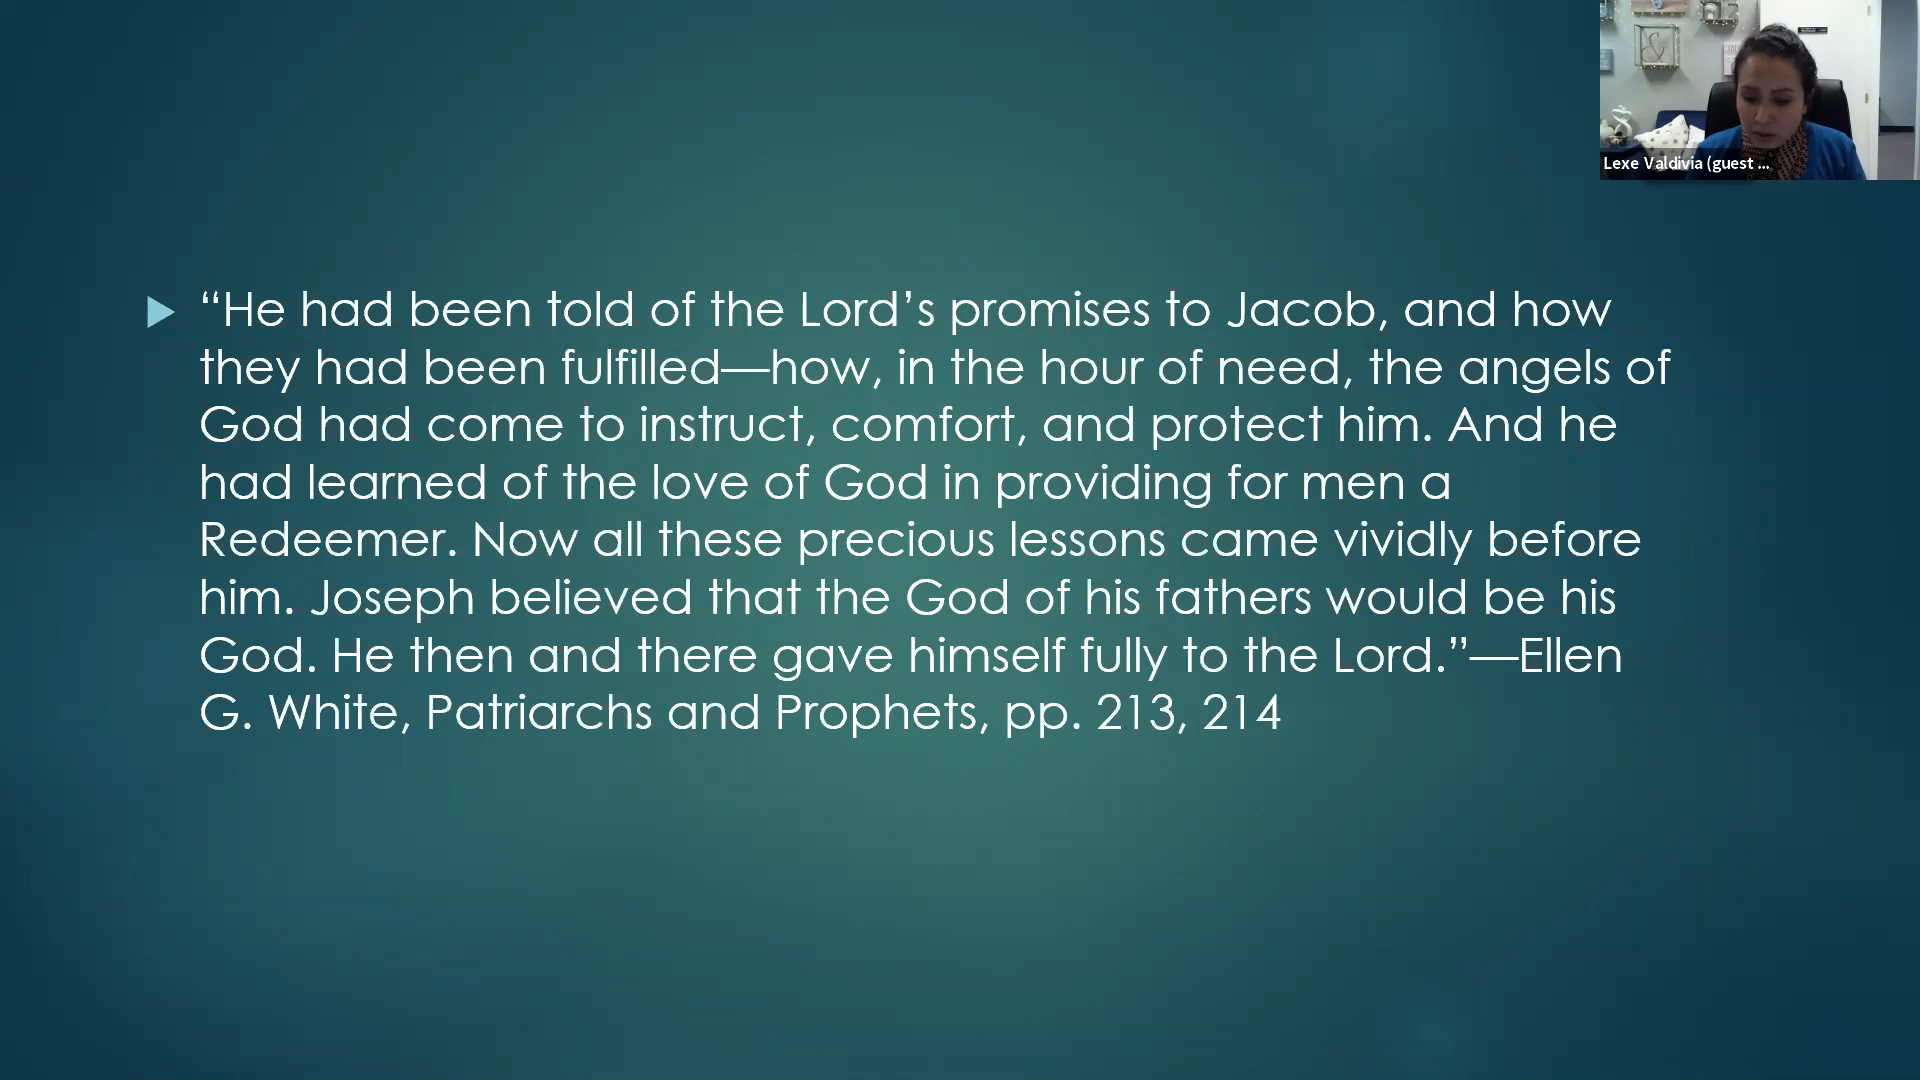 “He had been told of the Lord’s promises to Jacob, and how
they had been fulfilled—how, in the hour of need, the angels of
God had come to instruct, comfort, and protect him. And he
had learned of the love of God in providing for men a
Redeemer. Now all these precious lessons came vividly before
him. Joseph believed that the God of his fathers would be his
God. He then and there gave himself fully to the Lord.”—Ellen
G. White, Patriarchs and Prophets, pp. 213, 214
&
Lexe Valdivia (guest ...